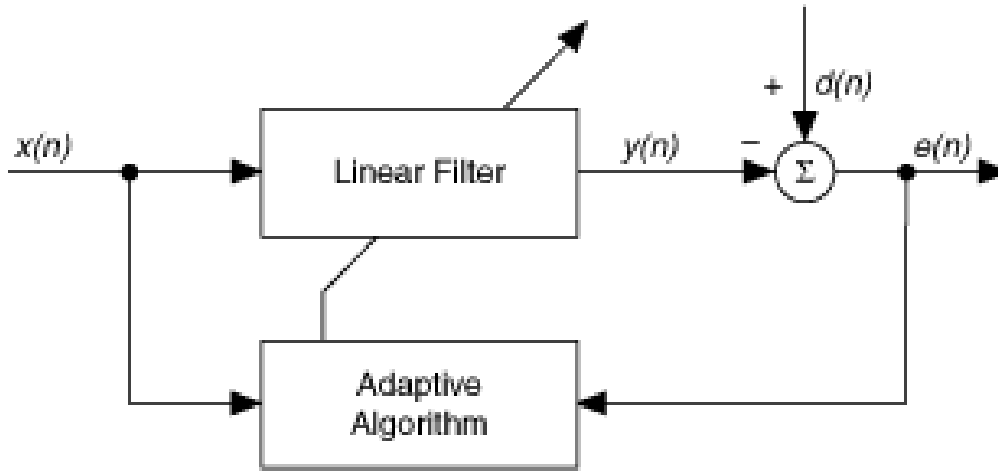 + d(n)
x(n) y(n) − e(n)
Linear Filter Σ
Adaptive
Algorithm